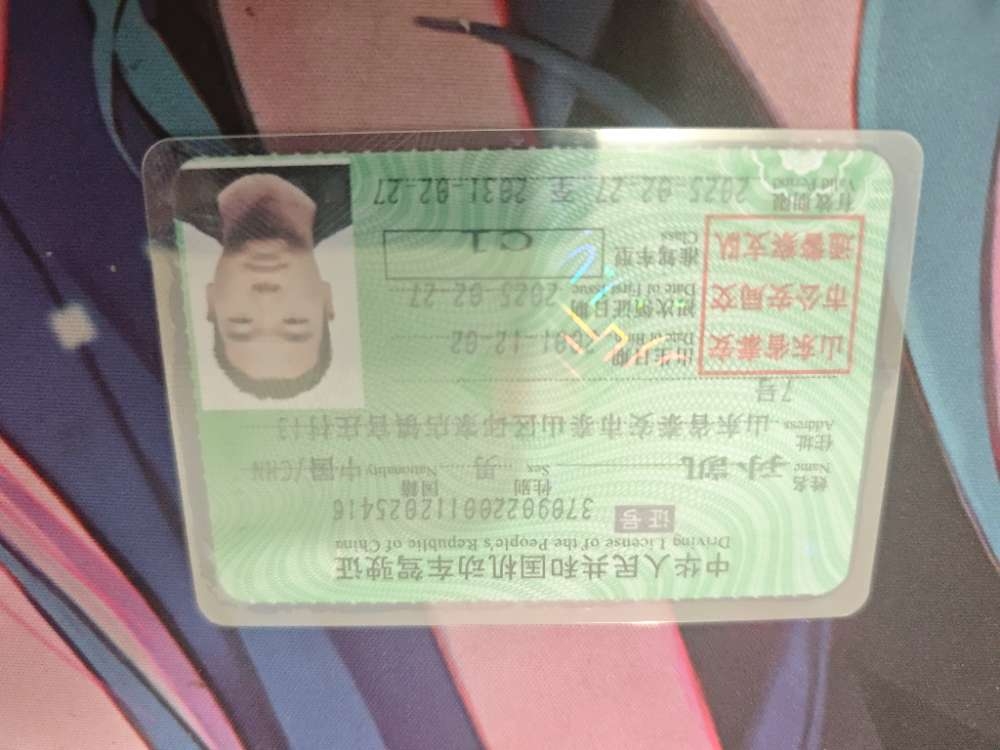 中华人民共和国机动车驾驶证
Driving License of the People's Republic of China
证号 370902200112025416
姓名 孙凯 性别 男 国籍 中国/CHN
Name Sex Nationality
住址 山东省泰安市泰山区邱家店镇官庄村13
Address
7号
山东省泰安
市公安局交
通警察支队
出生日期 2001-12-02
Date of Birth
初次领证日期 2025-02-27
Date of First Issue
准驾车型 C1
Class
有效期限 2025-02-27 至 2031-02-27
Valid Period